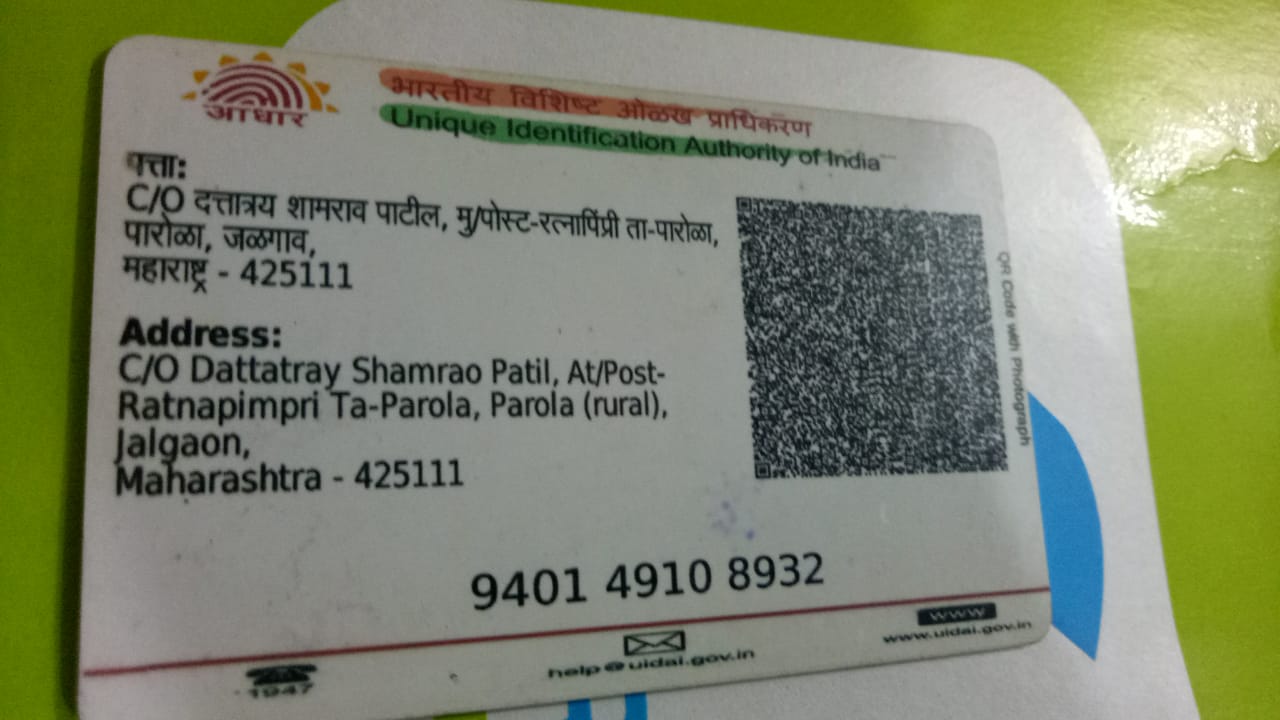 आधार
भारतीय विशिष्ट ओळख प्राधिकरण
Unique Identification Authority of India
पत्ता:
C/O दत्तात्रय शामराव पाटील, मु/पोस्ट-रत्नापिंप्री ता-पारोळा,
पारोळा, जळगाव,
महाराष्ट्र - 425111
Address:
C/O Dattatray Shamrao Patil, At/Post-
Ratnapimpri Ta-Parola, Parola (rural),
Jalgaon,
Maharashtra - 425111
QR Code with Photograph
9401 4910 8932
1947
help@uidai.gov.in
www
www.uidai.gov.in